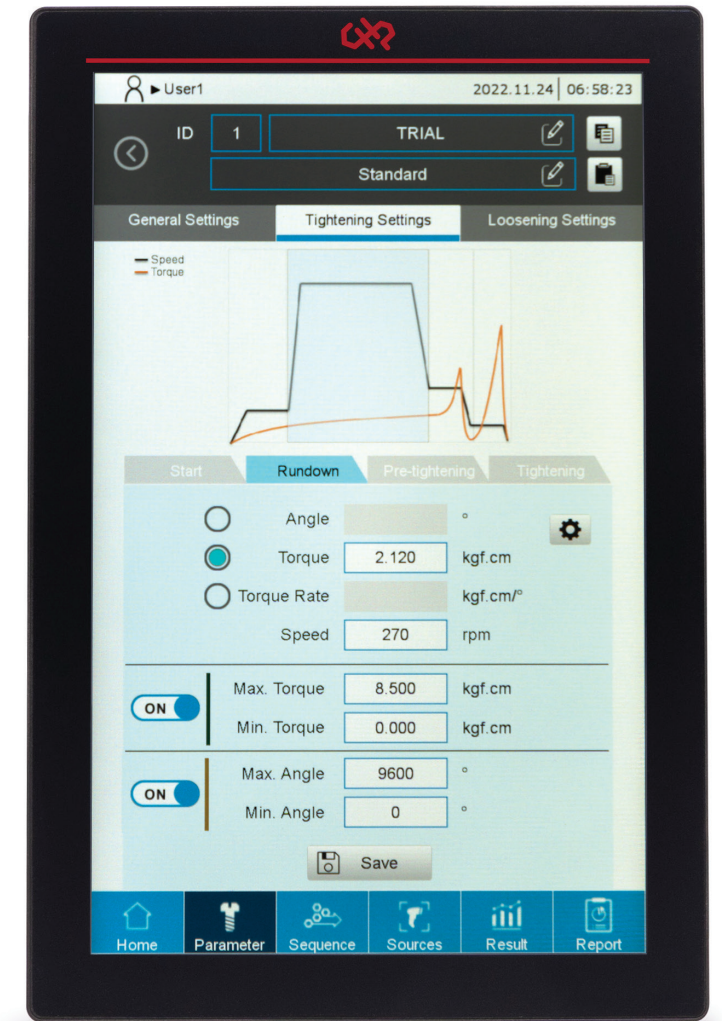 User1 2022.11.24 06:58:23
ID 1 TRIAL
Standard
General Settings Tightening Settings Loosening Settings
Speed
Torque
Start Rundown Pre-tightening Tightening
Angle °
Torque 2.120 kgf.cm
Torque Rate kgf.cm/°
Speed 270 rpm
ON
Max. Torque 8.500 kgf.cm
Min. Torque 0.000 kgf.cm
ON
Max. Angle 9600 °
Min. Angle 0 °
Save
Home Parameter Sequence Sources Result Report